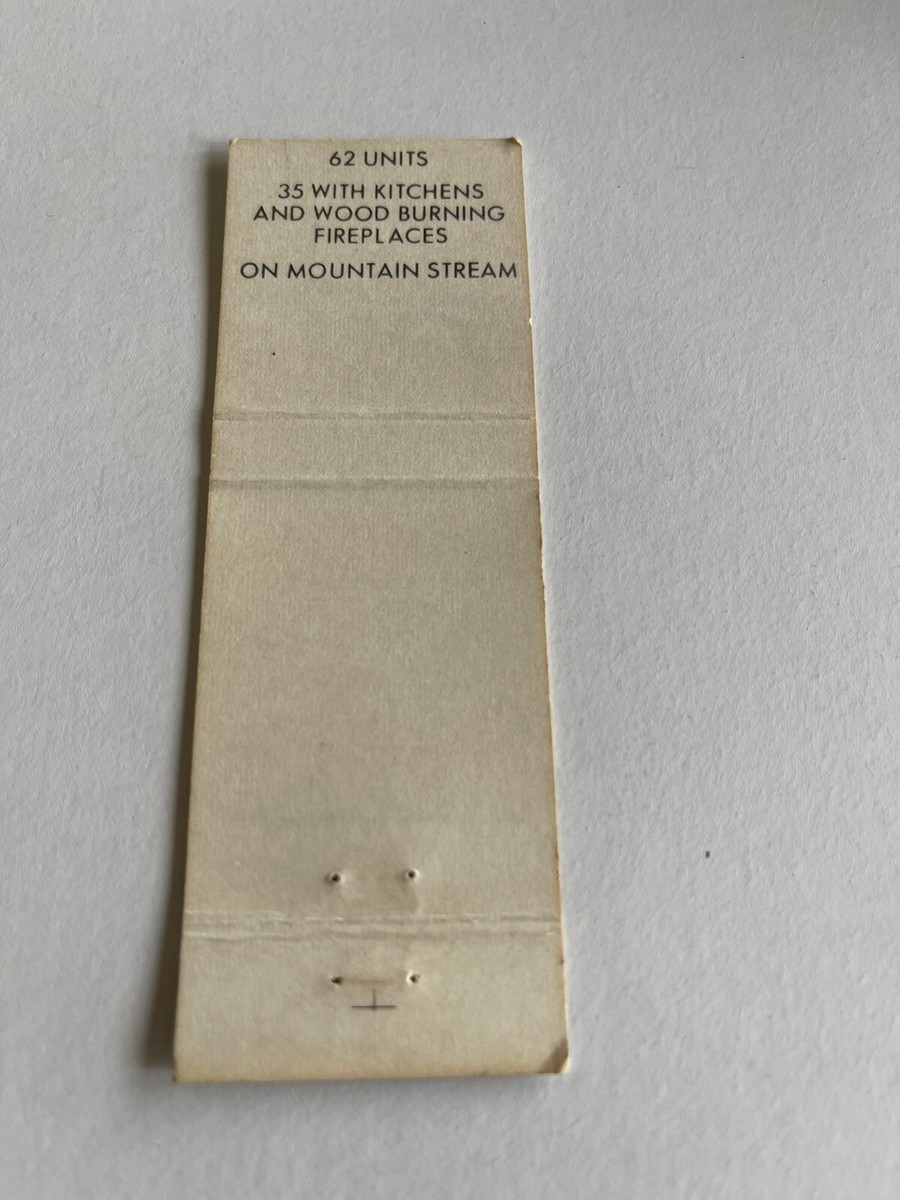 62 UNITS
35 WITH KITCHENS
AND WOOD BURNING
FIREPLACES
ON MOUNTAIN STREAM